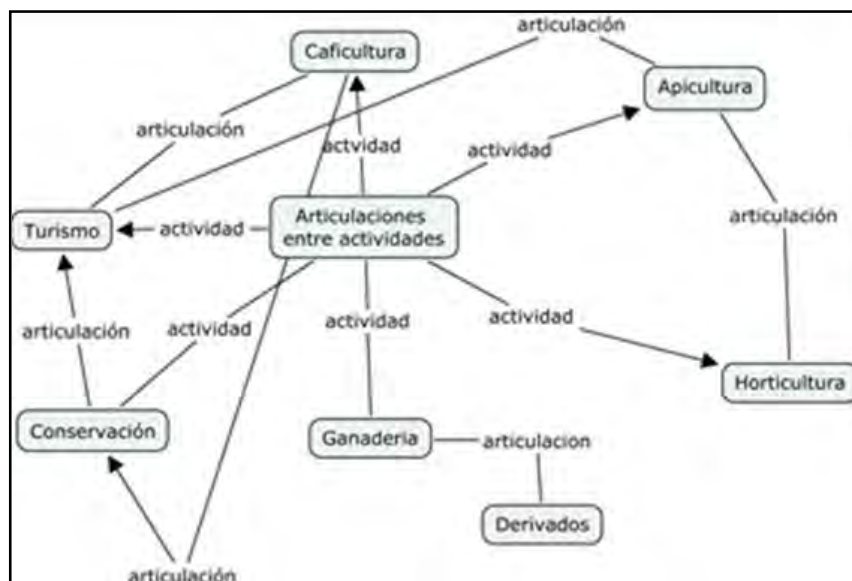 articulación
Caficultura
Apicultura
articulación
actvidad
actividad
Articulaciones
entre actividades
articulación
Turismo
actividad
articulación
actividad
actividad
actividad
Horticultura
Conservación
Ganaderia
articulacion
Derivados
articulación